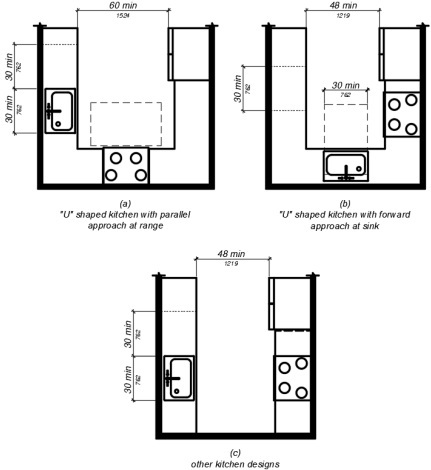 60 min
1524
30 min
762
30 min
762
(a)
"U" shaped kitchen with parallel
approach at range
48 min
1219
30 min
762
30 min
762
(b)
"U" shaped kitchen with forward
approach at sink
48 min
1219
30 min
762
30 min
762
(c)
other kitchen designs